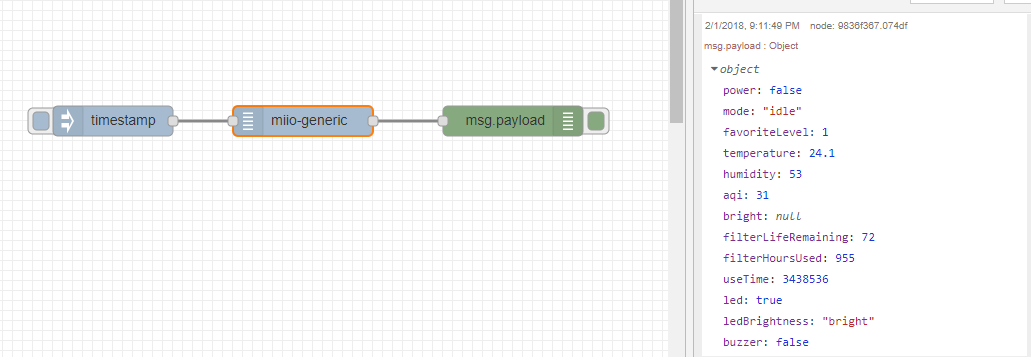 timestamp
miio-generic
msg.payload
2/1/2018, 9:11:49 PM node: 9836f367.074df
msg.payload : Object
object
power: false
mode: "idle"
favoriteLevel: 1
temperature: 24.1
humidity: 53
aqi: 31
bright: null
filterLifeRemaining: 72
filterHoursUsed: 955
useTime: 3438536
led: true
ledBrightness: "bright"
buzzer: false